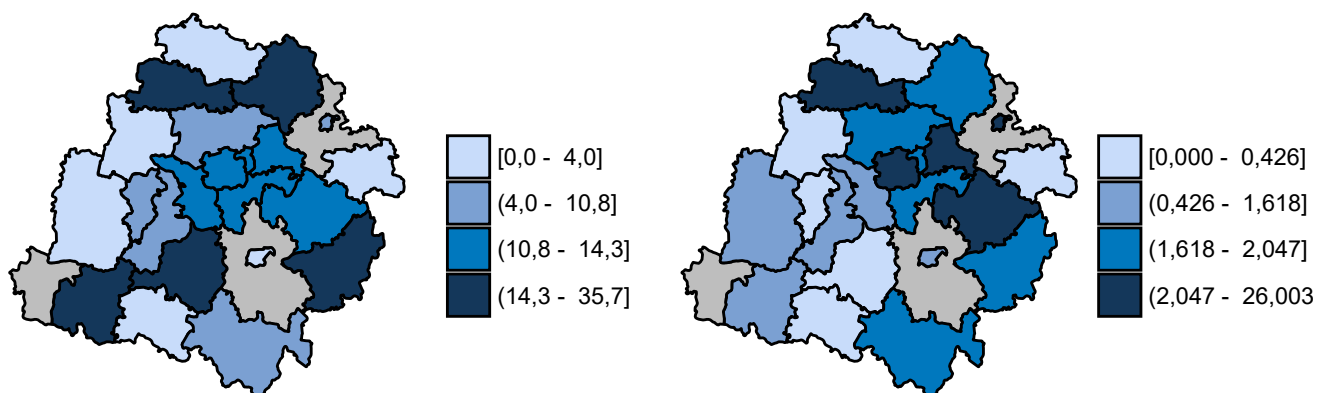 [0,0 - 4,0]
(4,0 - 10,8]
(10,8 - 14,3]
(14,3 - 35,7]
[0,000 - 0,426]
(0,426 - 1,618]
(1,618 - 2,047]
(2,047 - 26,003